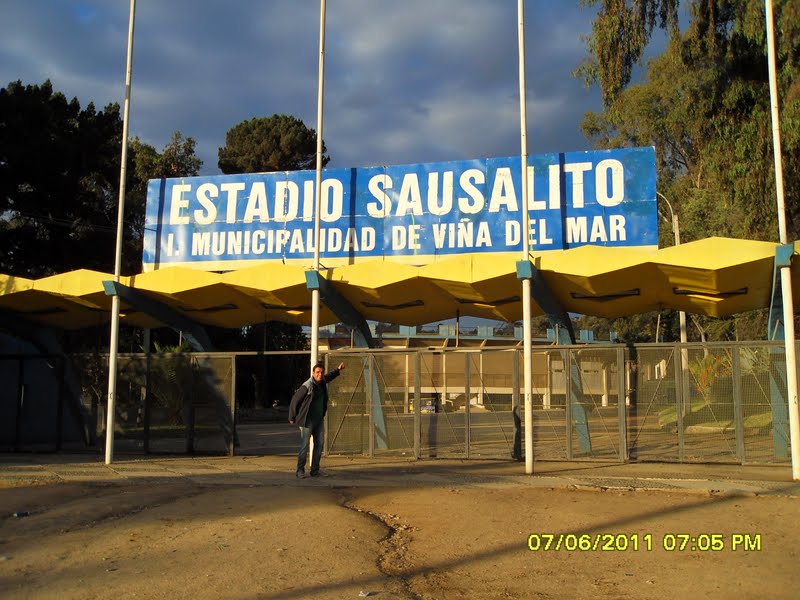 ESTADIO SAUSALITO
I. MUNICIPALIDAD DE VIÑA DEL MAR
07/06/2011 07:05 PM